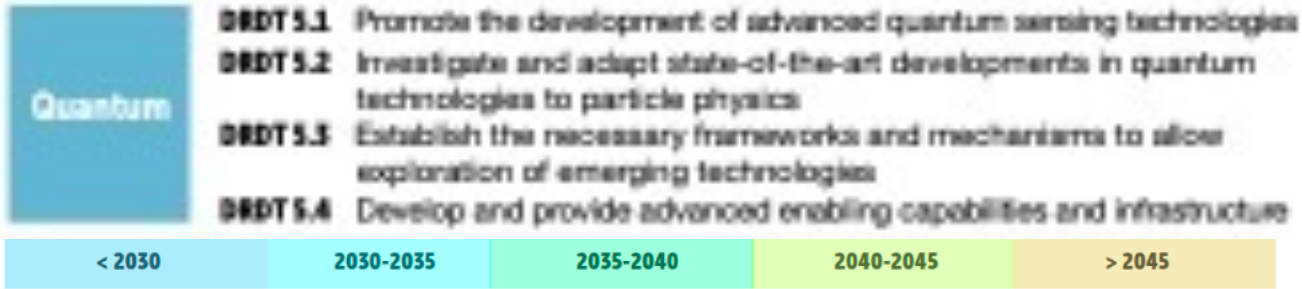 Quantum
DRDT 5.1 Promote the development of advanced quantum sensing technologies
DRDT 5.2 Investigate and adapt state-of-the-art developments in quantum
technologies to particle physics
DRDT 5.3 Establish the necessary frameworks and mechanisms to allow
exploration of emerging technologies
DRDT 5.4 Develop and provide advanced enabling capabilities and infrastructure
< 2030 2030-2035 2035-2040 2040-2045 > 2045